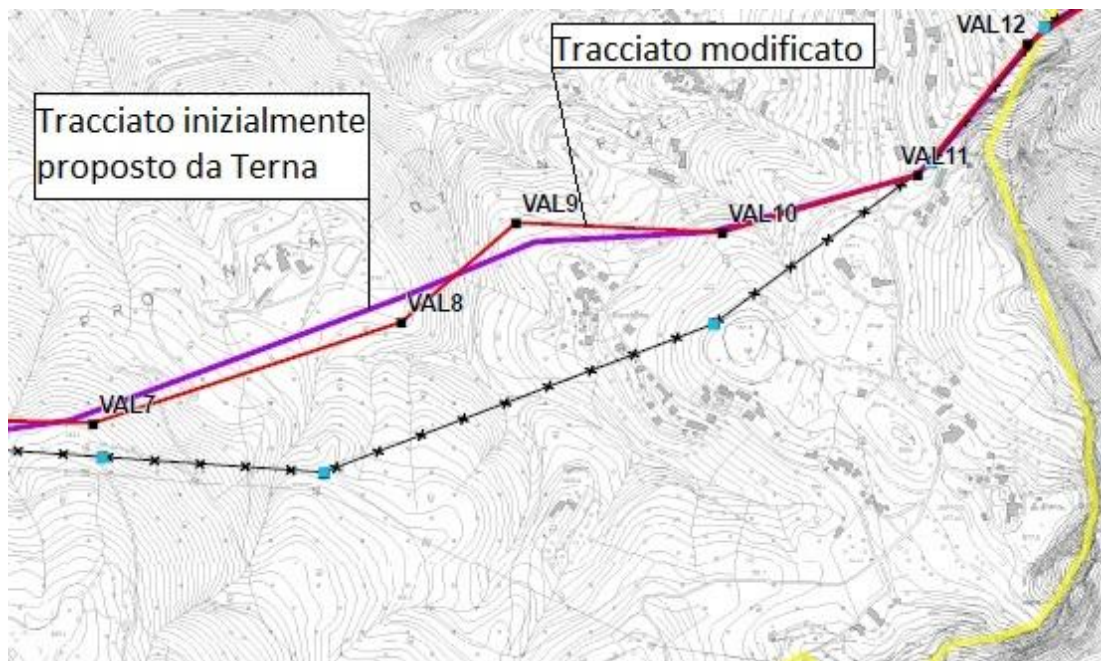 VAL12
Tracciato modificato
Tracciato inizialmente
proposto da Terna
VAL11
VAL9
VAL10
VAL8
VAL7